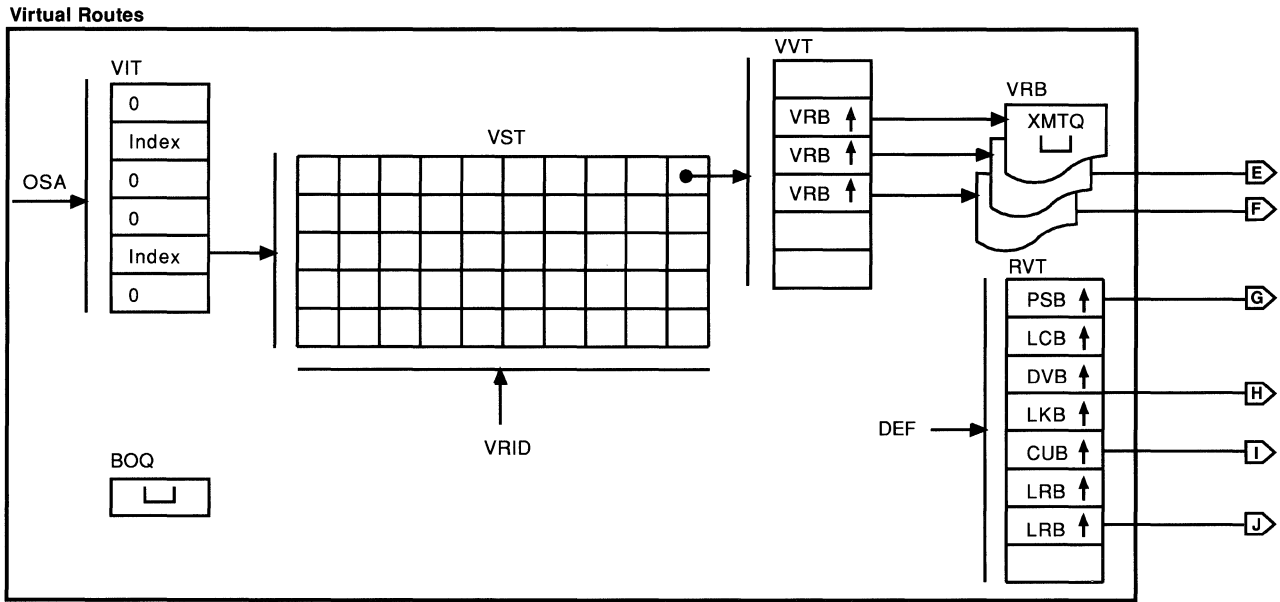 Virtual Routes
VIT
0
Index
0
0
Index
0
OSA
VST
VRID
BOQ
VVT
VRB
VRB
VRB
VRB
XMTQ
RVT
PSB
LCB
DVB
LKB
CUB
LRB
LRB
DEF
E
F
G
H
I
J